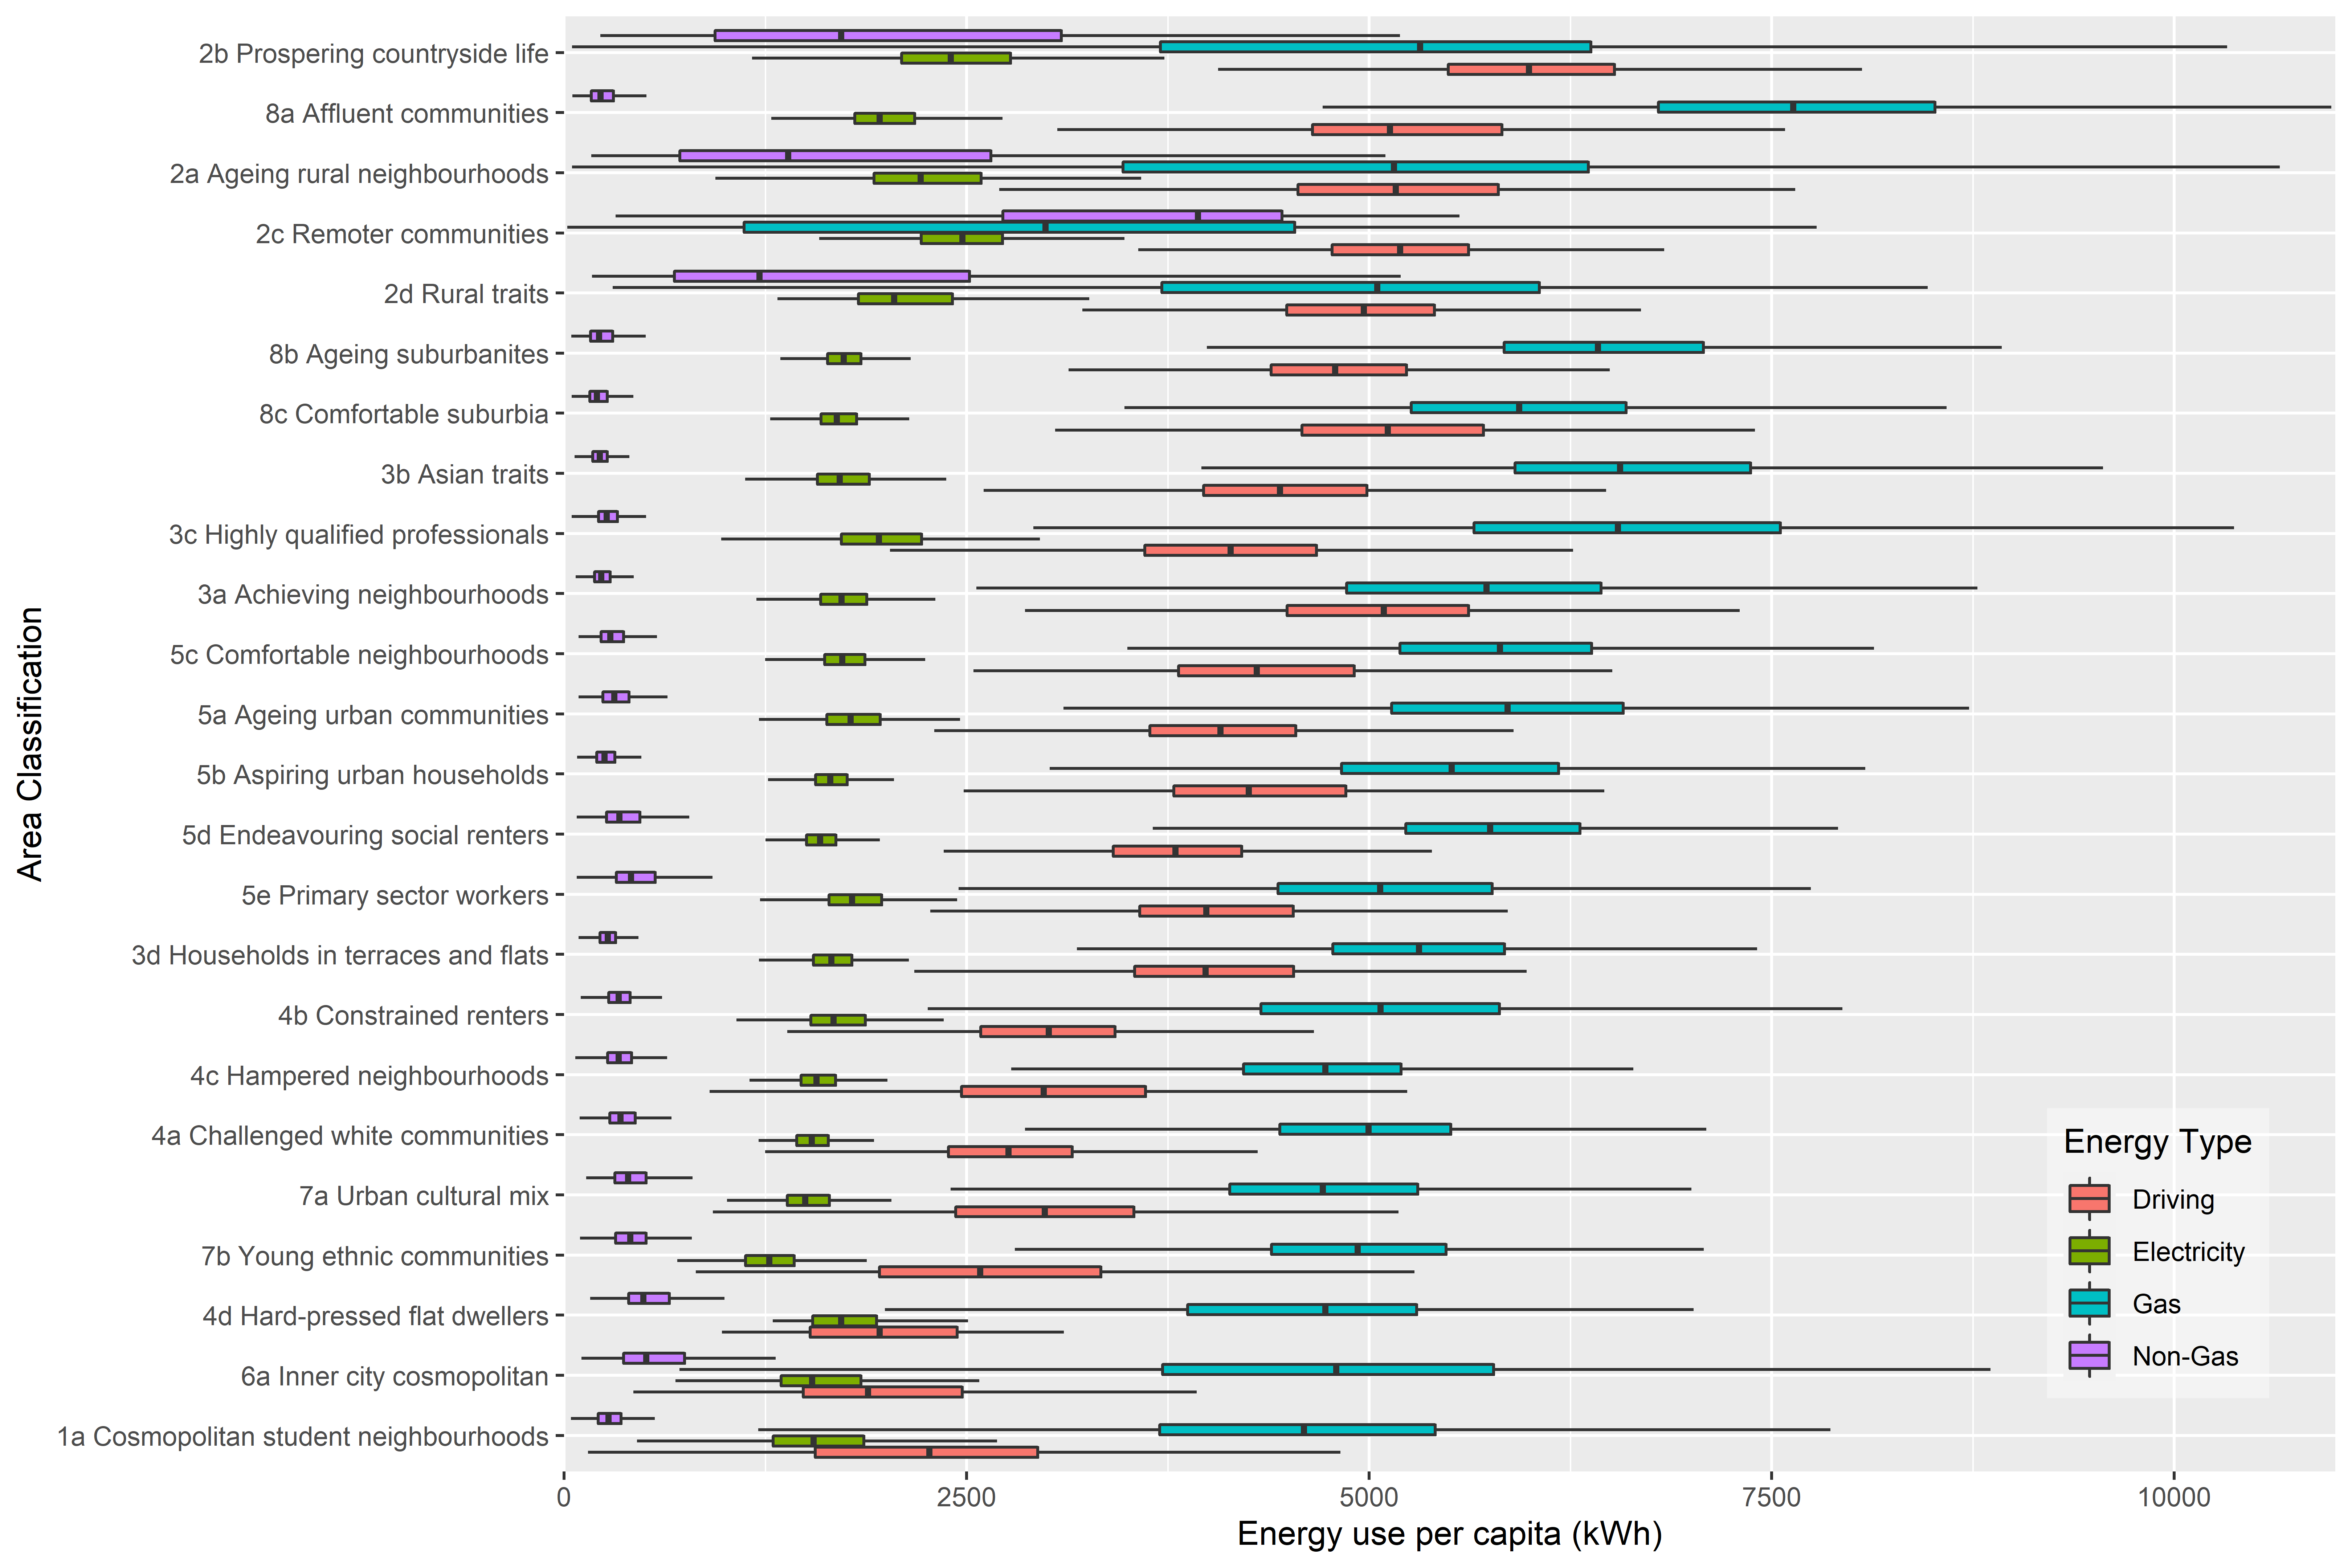 Area Classification
2b Prospering countryside life
8a Affluent communities
2a Ageing rural neighbourhoods
2c Remoter communities
2d Rural traits
8b Ageing suburbanites
8c Comfortable suburbia
3b Asian traits
3c Highly qualified professionals
3a Achieving neighbourhoods
5c Comfortable neighbourhoods
5a Ageing urban communities
5b Aspiring urban households
5d Endeavouring social renters
5e Primary sector workers
3d Households in terraces and flats
4b Constrained renters
4c Hampered neighbourhoods
4a Challenged white communities
7a Urban cultural mix
7b Young ethnic communities
4d Hard-pressed flat dwellers
6a Inner city cosmopolitan
1a Cosmopolitan student neighbourhoods
Energy Type
Driving
Electricity
Gas
Non-Gas
0 2500 5000 7500 10000
Energy use per capita (kWh)